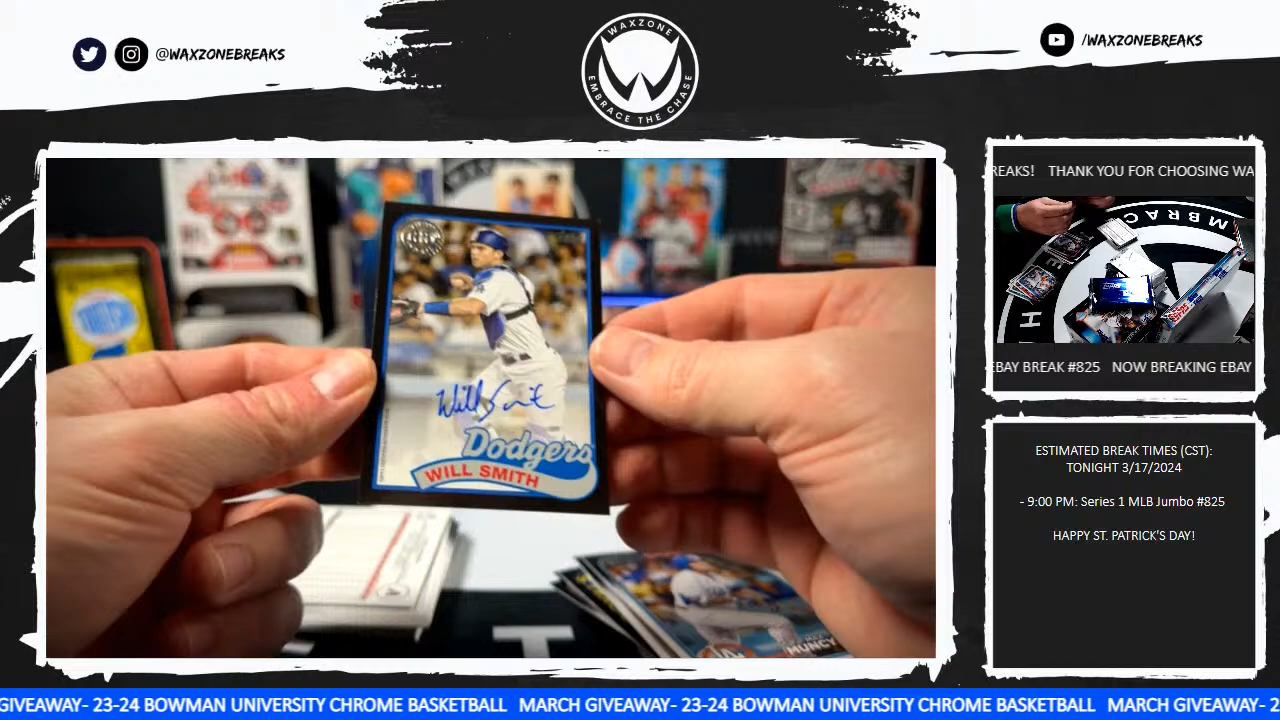 @WAXZONEBREAKS
WAXZONE
EMBRACE THE CHASE
/WAXZONEBREAKS
REAKS! THANK YOU FOR CHOOSING WA
MBRAC
E
H
EBAY BREAK #825 NOW BREAKING EBAY
Will Smith
Dodgers
WILL SMITH
MUNCY
ESTIMATED BREAK TIMES (CST):
TONIGHT 3/17/2024
- 9:00 PM: Series 1 MLB Jumbo #825
HAPPY ST. PATRICK'S DAY!
GIVEAWAY- 23-24 BOWMAN UNIVERSITY CHROME BASKETBALL MARCH GIVEAWAY- 23-24 BOWMAN UNIVERSITY CHROME BASKETBALL MARCH GIVEAWAY- 2